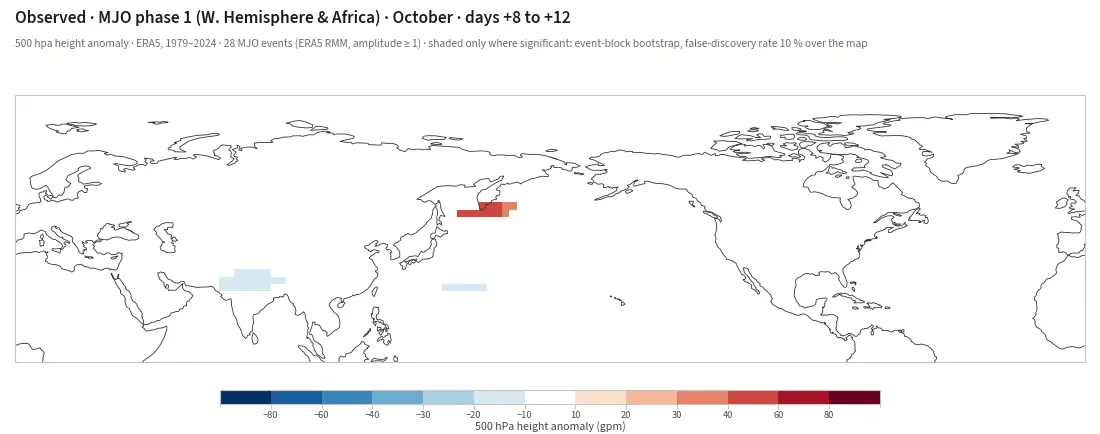 Observed · MJO phase 1 (W. Hemisphere & Africa) · October · days +8 to +12
500 hpa height anomaly · ERA5, 1979–2024 · 28 MJO events (ERA5 RMM, amplitude ≥ 1) · shaded only where significant: event-block bootstrap, false-discovery rate 10 % over the map
−80 −60 −40 −30 −20 −10 10 20 30 40 60 80
500 hPa height anomaly (gpm)